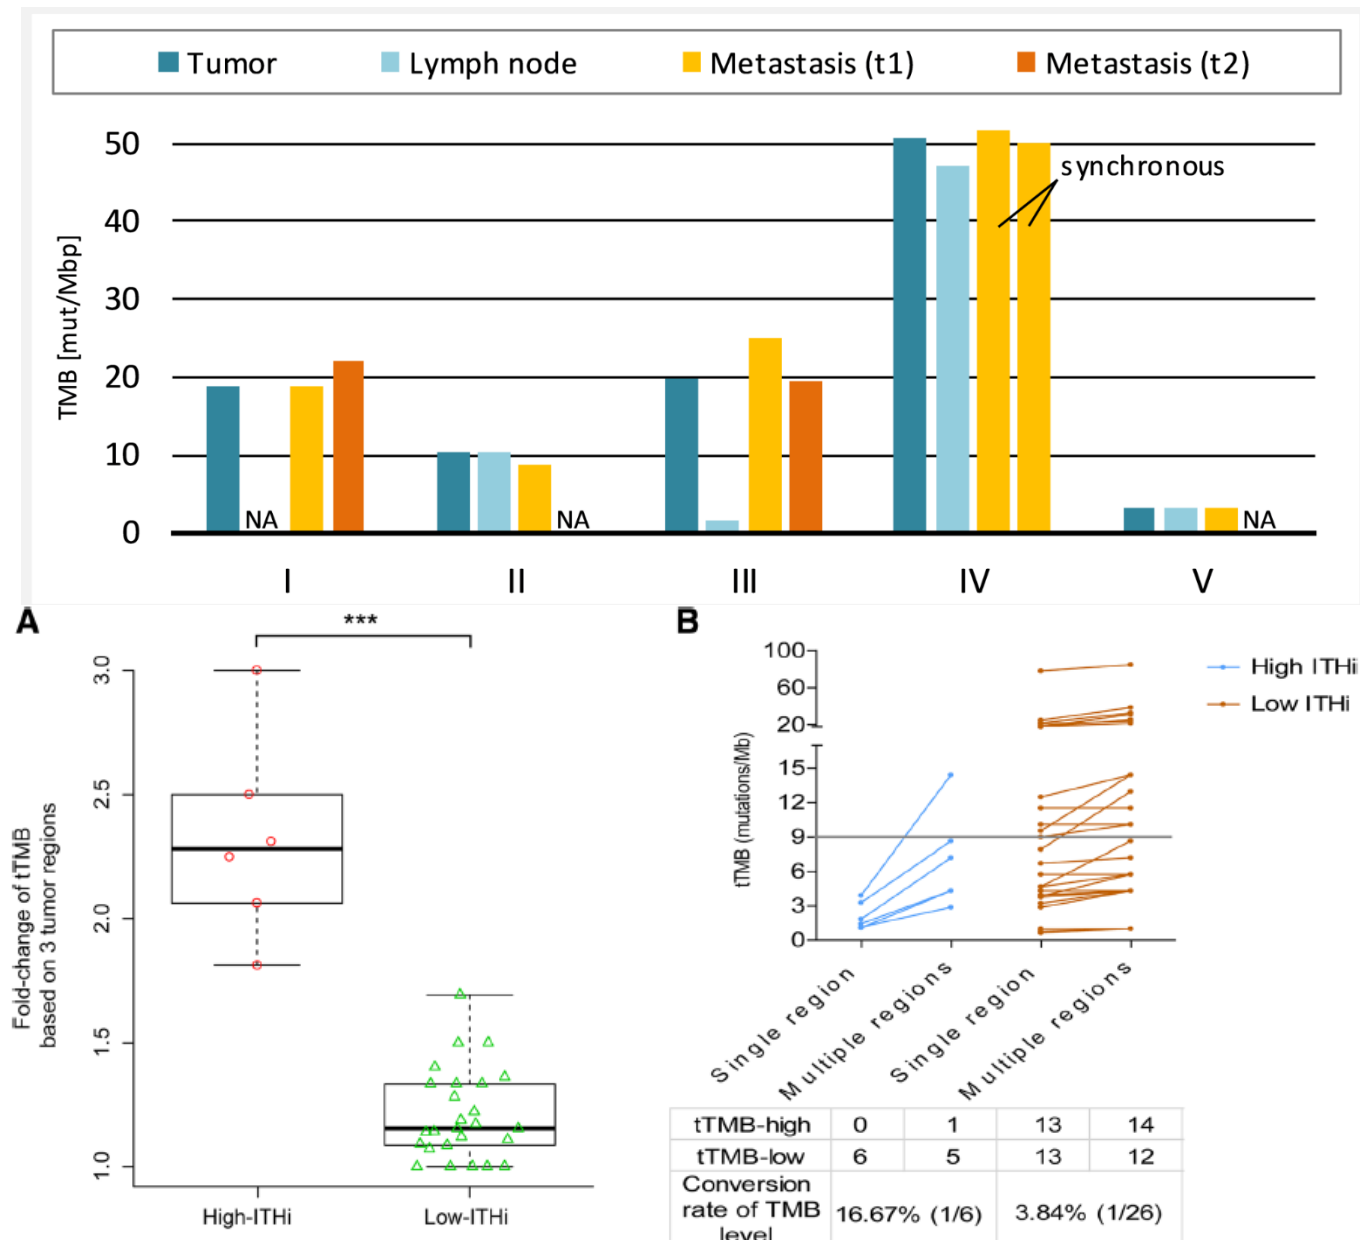 Tumor Lymph node Metastasis (t1) Metastasis (t2)
TMB [mut/Mbp]
50
40
30
20
10
0
synchronous
NA NA NA
I II III IV V
A
***
Fold-change of tTMB
based on 3 tumor regions
3.0
2.5
2.0
1.5
1.0
High-ITHi Low-ITHi
B
High ITHi
Low ITHi
tTMB (mutations/Mb)
100
60
20
15
12
9
6
3
0
Single region Multiple regions Single region Multiple regions
tTMB-high 0 1 13 14
tTMB-low 6 5 13 12
Conversion
rate of TMB 16.67% (1/6) 3.84% (1/26)
level